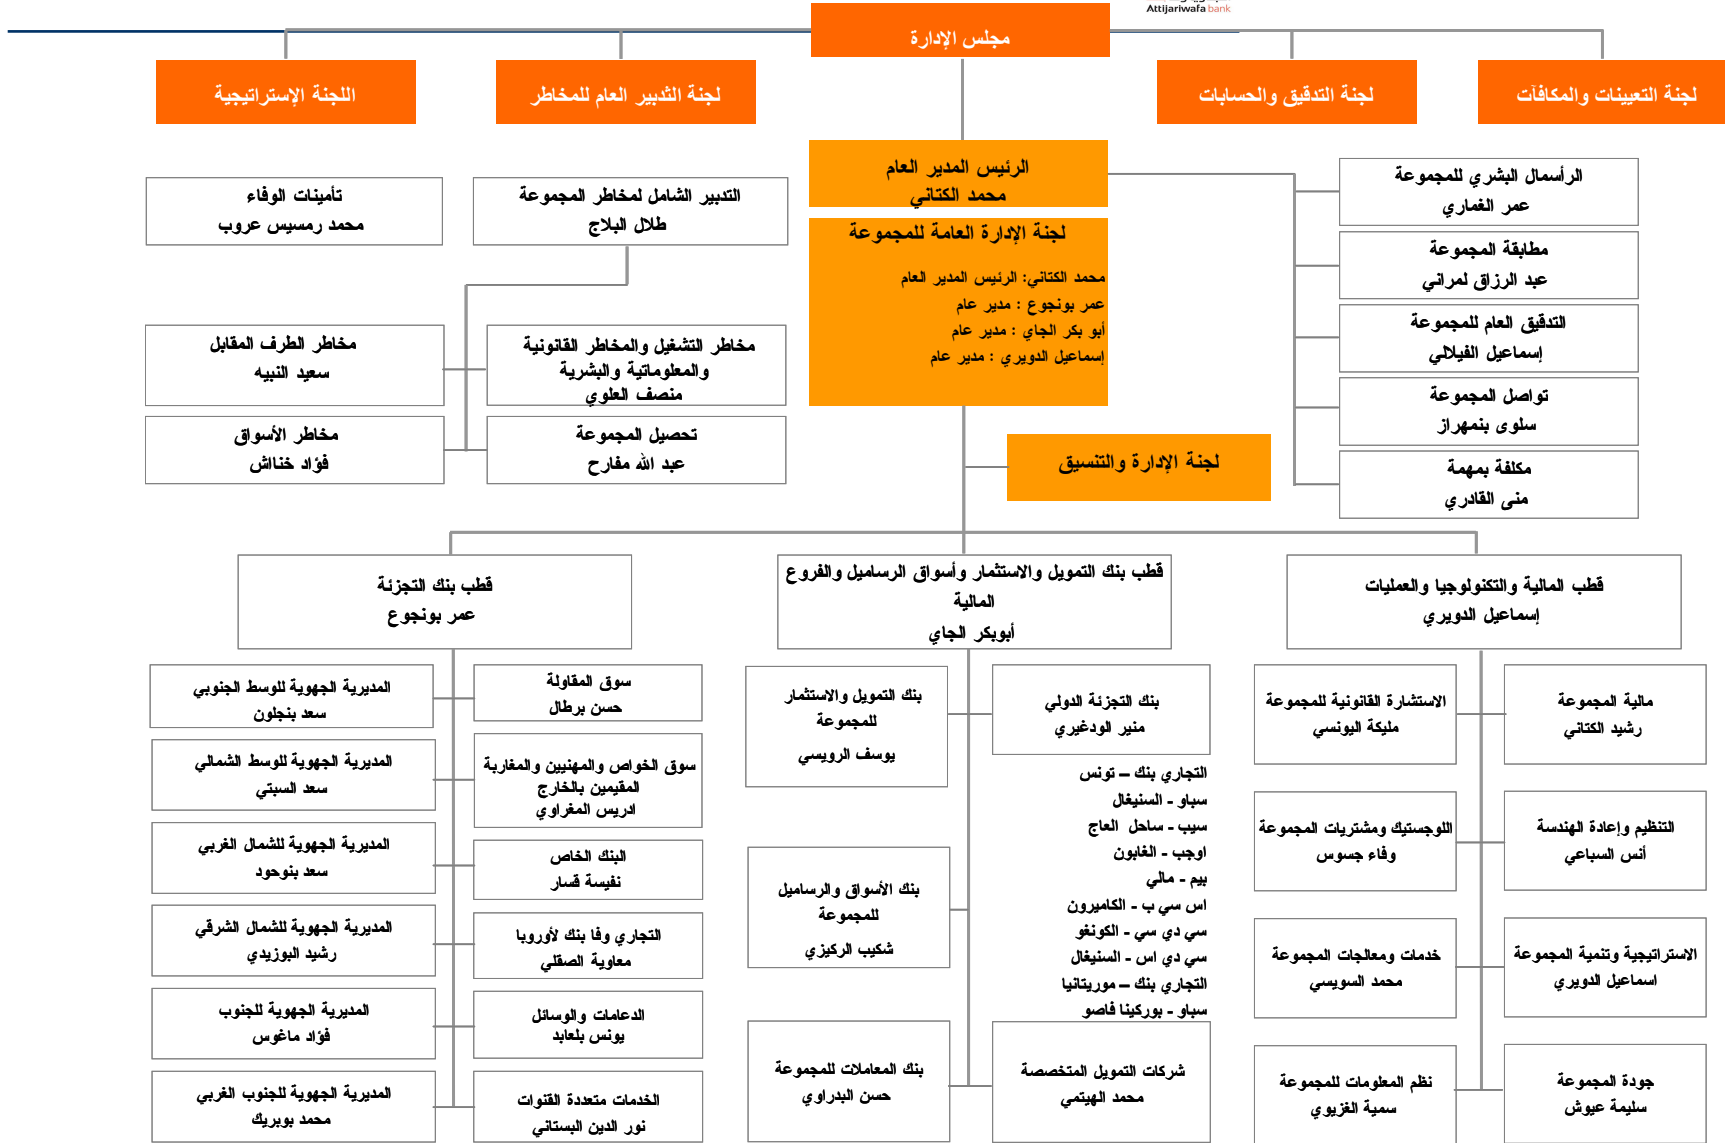 Attijariwafa bank
مجلس الإدارة
لجنة التعيينات والمكافآت
لجنة التدقيق والحسابات
لجنة التدبير العام للمخاطر
اللجنة الإستراتيجية
الرئيس المدير العام
محمد الكتاني
لجنة الإدارة العامة للمجموعة
محمد الكتاني: الرئيس المدير العام
عمر بونجوع : مدير عام
أبو بكر الجاي : مدير عام
إسماعيل الدويري : مدير عام
الرأسمال البشري للمجموعة
عمر الغماري
مطابقة المجموعة
عبد الرزاق لمراني
التدقيق العام للمجموعة
إسماعيل الفيلالي
تواصل المجموعة
سلوى بنمهراز
مكلفة بمهمة
منى القادري
التدبير الشامل لمخاطر المجموعة
طلال البلاج
تأمينات الوفاء
محمد رمسيس عروب
مخاطر التشغيل والمخاطر القانونية
والمعلوماتية والبشرية
منصف العلوي
مخاطر الطرف المقابل
سعيد النبيه
تحصيل المجموعة
عبد الله مفارح
مخاطر الأسواق
فؤاد خنااش
لجنة الإدارة والتنسيق
قطب المالية والتكنولوجيا والعمليات
إسماعيل الدويري
قطب بنك التمويل والاستثمار وأسواق الرساميل والفروع
المالية
أبوبكر الجاي
قطب بنك التجزئة
عمر بونجوع
مالية المجموعة
رشيد الكتاني
الاستشارة القانونية للمجموعة
مليكة اليونسي
التنظيم وإعادة الهندسة
أنس السباعي
اللوجستيك ومشتريات المجموعة
وفاء جسوس
الاستراتيجية وتنمية المجموعة
اسماعيل الدويري
خدمات ومعالجات المجموعة
محمد السويسي
جودة المجموعة
سليمة عيوش
نظم المعلومات للمجموعة
سمية الغزيوي
بنك التجزئة الدولي
منير الودغيري
التجاري بنك – تونس
سباو - السنيغال
سيب - ساحل العاج
اوجب - الغابون
بيم - مالي
اس سي ب - الكاميرون
سي دي سي - الكونغو
سي دي اس - السنيغال
التجاري بنك – موريتانيا
سباو - بوركينا فاصو
شركات التمويل المتخصصة
محمد الهيتمي
بنك التمويل والاستثمار
للمجموعة
يوسف الرويسي
بنك الأسواق والرساميل
للمجموعة
شكيب الركيزي
بنك المعاملات للمجموعة
حسن البدراوي
سوق المقاولة
حسن برطال
سوق الخواص والمهنيين والمغاربة
المقيمين بالخارج
ادريس المغراوي
البنك الخاص
نفيسة قسار
التجاري وفا بنك لأوروبا
معاوية الصقلي
الدعامات والوسائل
يونس بلعابد
الخدمات متعددة القنوات
نور الدين البستاني
المديرية الجهوية للوسط الجنوبي
سعد بنجلون
المديرية الجهوية للوسط الشمالي
سعد السبتي
المديرية الجهوية للشمال الغربي
سعد بنوحود
المديرية الجهوية للشمال الشرقي
رشيد البوزيدي
المديرية الجهوية للجنوب
فؤاد ماغوس
المديرية الجهوية للجنوب الغربي
محمد بوبريك